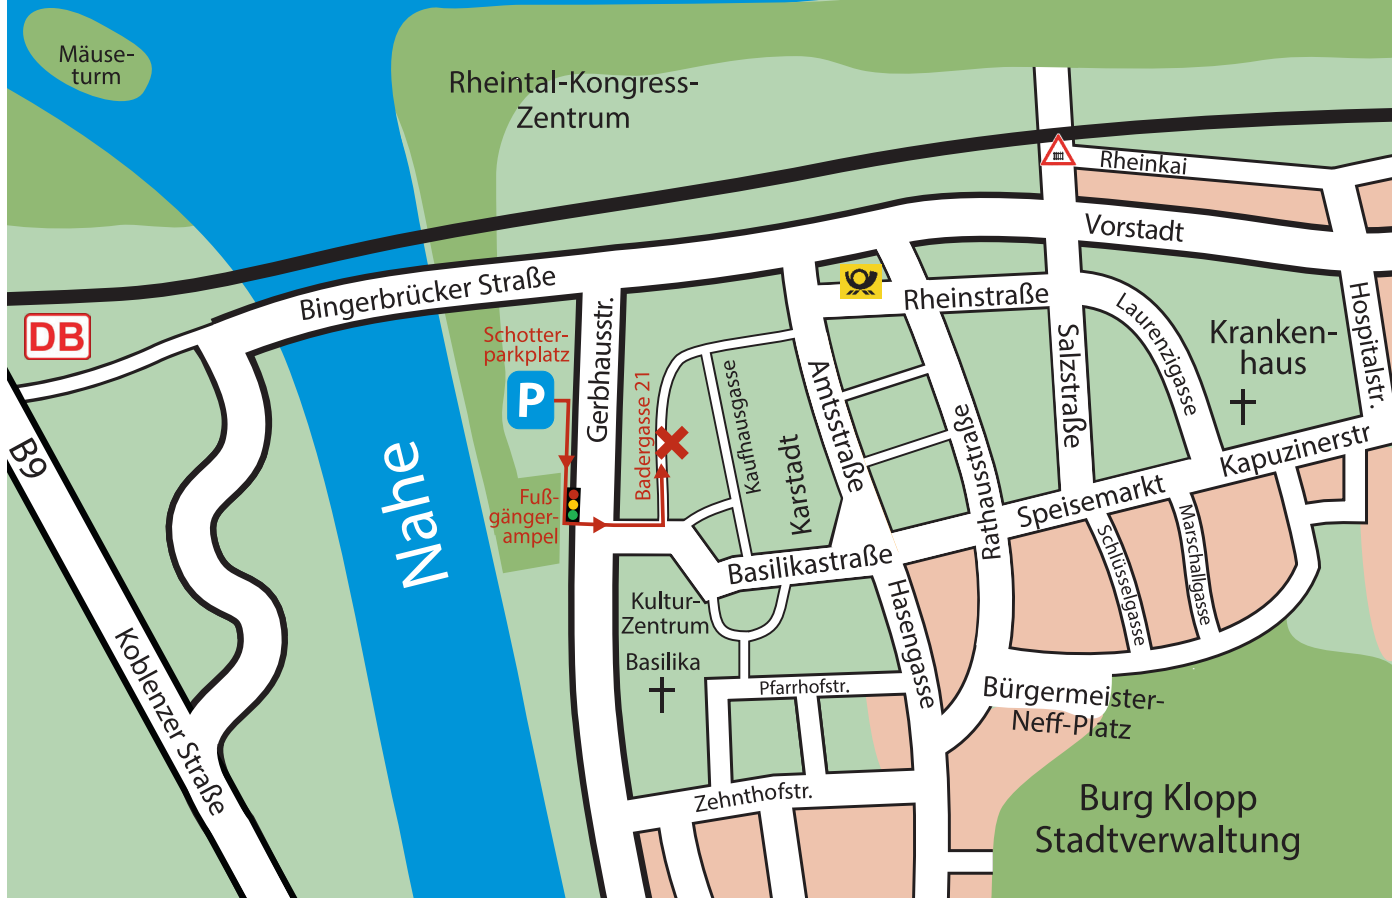 Mäuse-
turm
Rheintal-Kongress-
Zentrum
Rheinkai
Vorstadt
Bingerbrücker Straße
Rheinstraße
DB
Schotter-
parkplatz
P
Gerbhausstr.
Badergasse 21
Kaufhausgasse
Karstadt
Amtsstraße
Rathausstraße
Salzstraße
Laurenzigasse
Kranken-
haus
Hospitalstr.
Kapuzinerstr
Speisemarkt
B9
Nahe
Fuß-
gänger-
ampel
Basilikastraße
Schlüsselgasse
Marschallgasse
Hasengasse
Kultur-
Zentrum
Basilika
Pfarrhofstr.
Koblenzer Straße
Bürgermeister-
Neff-Platz
Zehnthofstr.
Burg Klopp
Stadtverwaltung